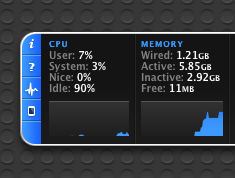 CPU
User: 7%
System: 3%
Nice: 0%
Idle: 90%
MEMORY
Wired: 1.21GB
Active: 5.85GB
Inactive: 2.92GB
Free: 11MB
i
?